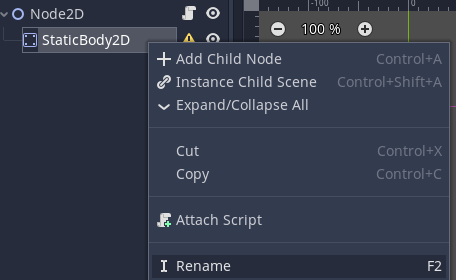 Node2D
StaticBody2D
-100
0
100 %
Add Child Node Control+A
Instance Child Scene Control+Shift+A
Expand/Collapse All
Cut Control+X
Copy Control+C
Attach Script
Rename F2